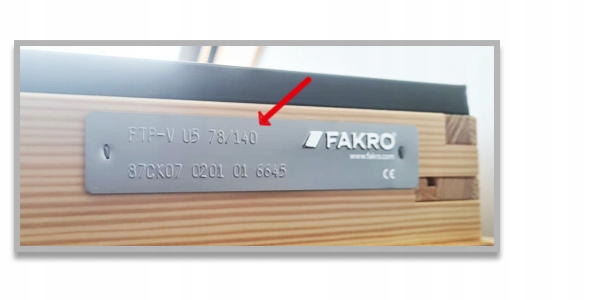 FTP-V U5 78/140
FAKRO®
www.fakro.com
87CK07 0201 01 6645
CE